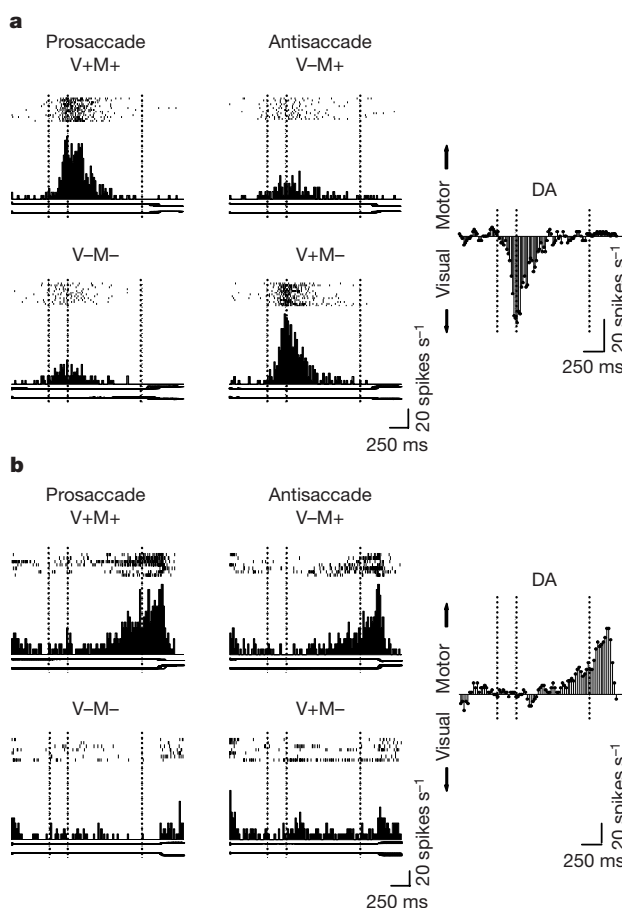 a
Prosaccade
V+M+
Antisaccade
V–M+
V–M–
V+M–
20 spikes s–1
250 ms
DA
Motor
Visual
20 spikes s–1
250 ms
b
Prosaccade
V+M+
Antisaccade
V–M+
V–M–
V+M–
20 spikes s–1
250 ms
DA
Motor
Visual
20 spikes s–1
250 ms